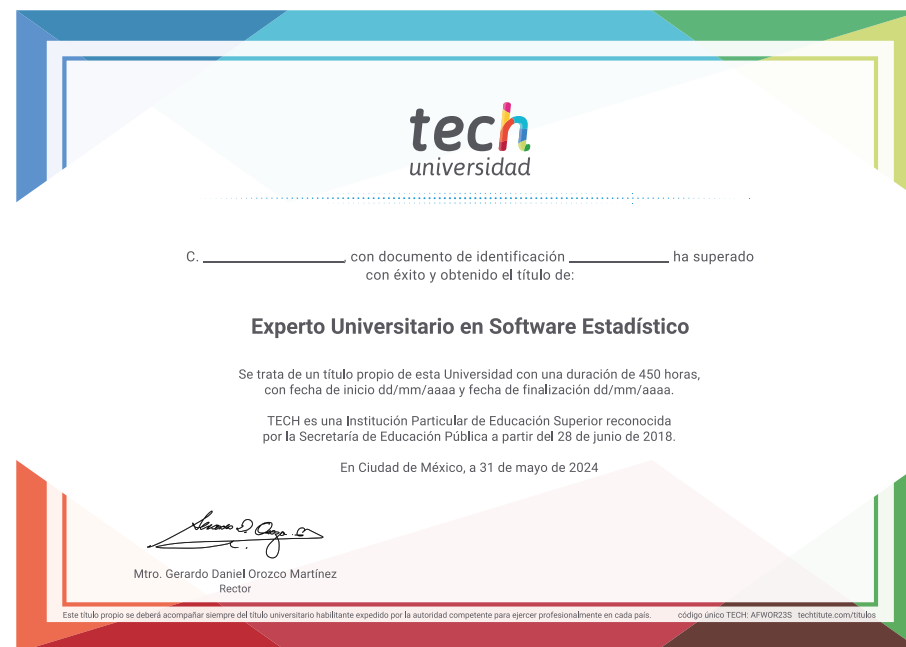 tech
universidad
C. ____________________, con documento de identificación ______________ ha superado
con éxito y obtenido el título de:
Experto Universitario en Software Estadístico
Se trata de un título propio de esta Universidad con una duración de 450 horas,
con fecha de inicio dd/mm/aaaa y fecha de finalización dd/mm/aaaa.
TECH es una Institución Particular de Educación Superior reconocida
por la Secretaría de Educación Pública a partir del 28 de junio de 2018.
En Ciudad de México, a 31 de mayo de 2024
Mtro. Gerardo Daniel Orozco Martínez
Rector
Este título propio se deberá acompañar siempre del título universitario habilitante expedido por la autoridad competente para ejercer profesionalmente en cada país. código único TECH: AFWOR23S techtitute.com/titulos